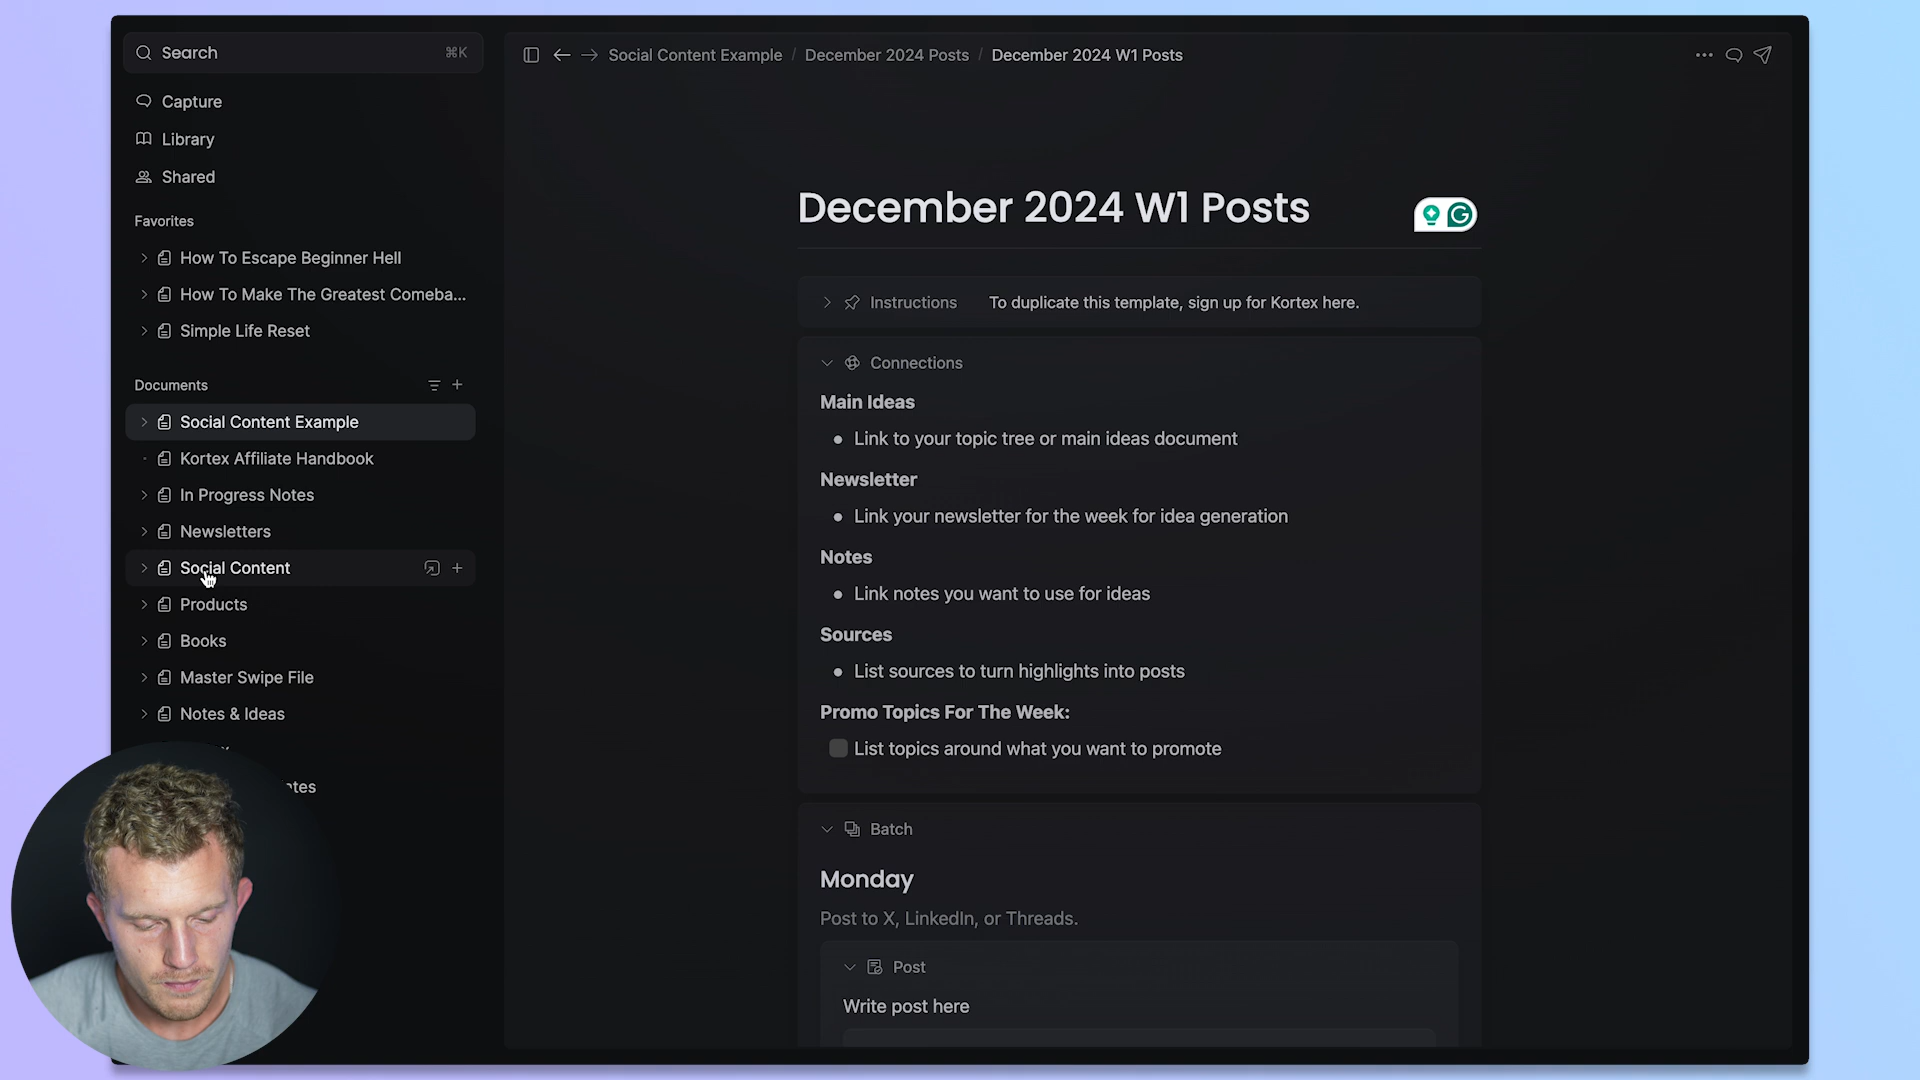 Search ⌘K
Capture
Library
Shared
Favorites
How To Escape Beginner Hell
How To Make The Greatest Comeba...
Simple Life Reset
Documents
Social Content Example
Kortex Affiliate Handbook
In Progress Notes
Newsletters
Social Content
Products
Books
Master Swipe File
Notes & Ideas
Social Content Example / December 2024 Posts / December 2024 W1 Posts
December 2024 W1 Posts
Instructions To duplicate this template, sign up for Kortex here.
Connections
Main Ideas
Link to your topic tree or main ideas document
Newsletter
Link your newsletter for the week for idea generation
Notes
Link notes you want to use for ideas
Sources
List sources to turn highlights into posts
Promo Topics For The Week:
List topics around what you want to promote
Batch
Monday
Post to X, LinkedIn, or Threads.
Post
Write post here